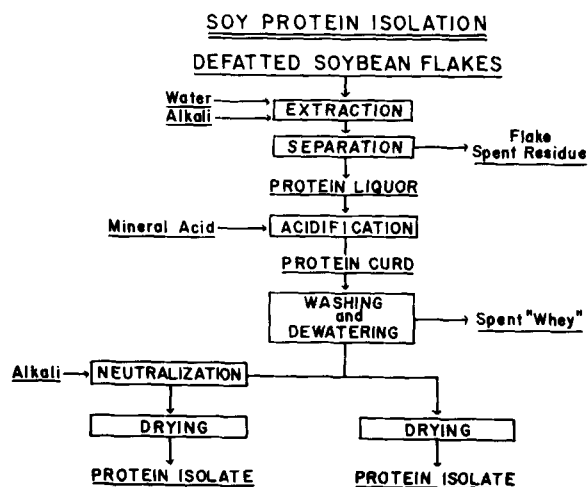 SOY PROTEIN ISOLATION
DEFATTED SOYBEAN FLAKES
Water
Alkali
EXTRACTION
SEPARATION
Flake
Spent Residue
PROTEIN LIQUOR
Mineral Acid
ACIDIFICATION
PROTEIN CURD
WASHING
and
DEWATERING
Spent "Whey"
Alkali
NEUTRALIZATION
DRYING
DRYING
PROTEIN ISOLATE
PROTEIN ISOLATE